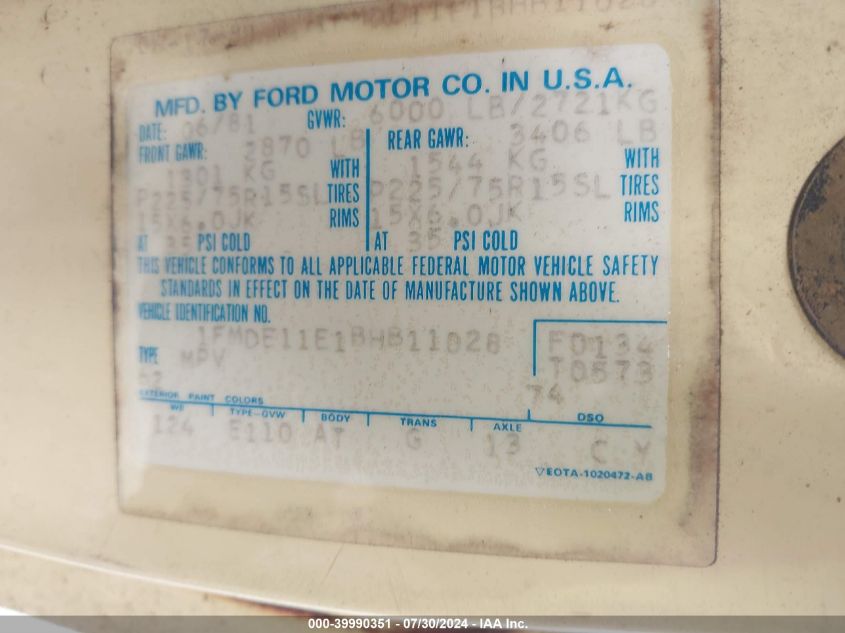 MFD. BY FORD MOTOR CO. IN U.S.A.
DATE: 06/81 GVWR: 6000 LB/2721KG
FRONT GAWR: 2870 LB REAR GAWR: 3406 LB
1301 KG WITH 1544 KG WITH
P225/75R15SL TIRES P225/75R15SL TIRES
15X6.0JK RIMS 15X6.0JK RIMS
AT 35 PSI COLD AT 35 PSI COLD
THIS VEHICLE CONFORMS TO ALL APPLICABLE FEDERAL MOTOR VEHICLE SAFETY
STANDARDS IN EFFECT ON THE DATE OF MANUFACTURE SHOWN ABOVE.
VEHICLE IDENTIFICATION NO.
1FMDE11E1BHB11028 F0134
TYPE MPV T0573
74
EXTERIOR PAINT COLORS DSO
WB TYPE-GVW BODY TRANS AXLE
124 E110 G 13 C Y
▽EOTA-1020472-AB
000-39990351 - 07/30/2024 - IAA Inc.